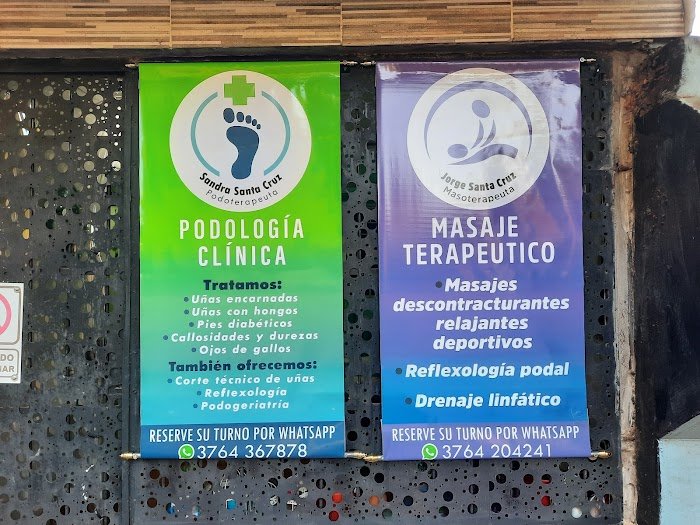 Sandra Santa Cruz
Podoterapeuta
PODOLOGÍA
CLÍNICA
Tratamos:
•Uñas encarnadas
•Uñas con hongos
•Pies diabéticos
•Callosidades y durezas
•Ojos de gallos
También ofrecemos:
•Corte técnico de uñas
•Reflexología
•Podogeriatría
RESERVE SU TURNO POR WHATSAPP
3764 367878
Jorge Santa Cruz
Masoterapeuta
MASAJE
TERAPEUTICO
•Masajes
descontracturantes
relajantes
deportivos
•Reflexología podal
•Drenaje linfático
RESERVE SU TURNO POR WHATSAPP
3764 204241